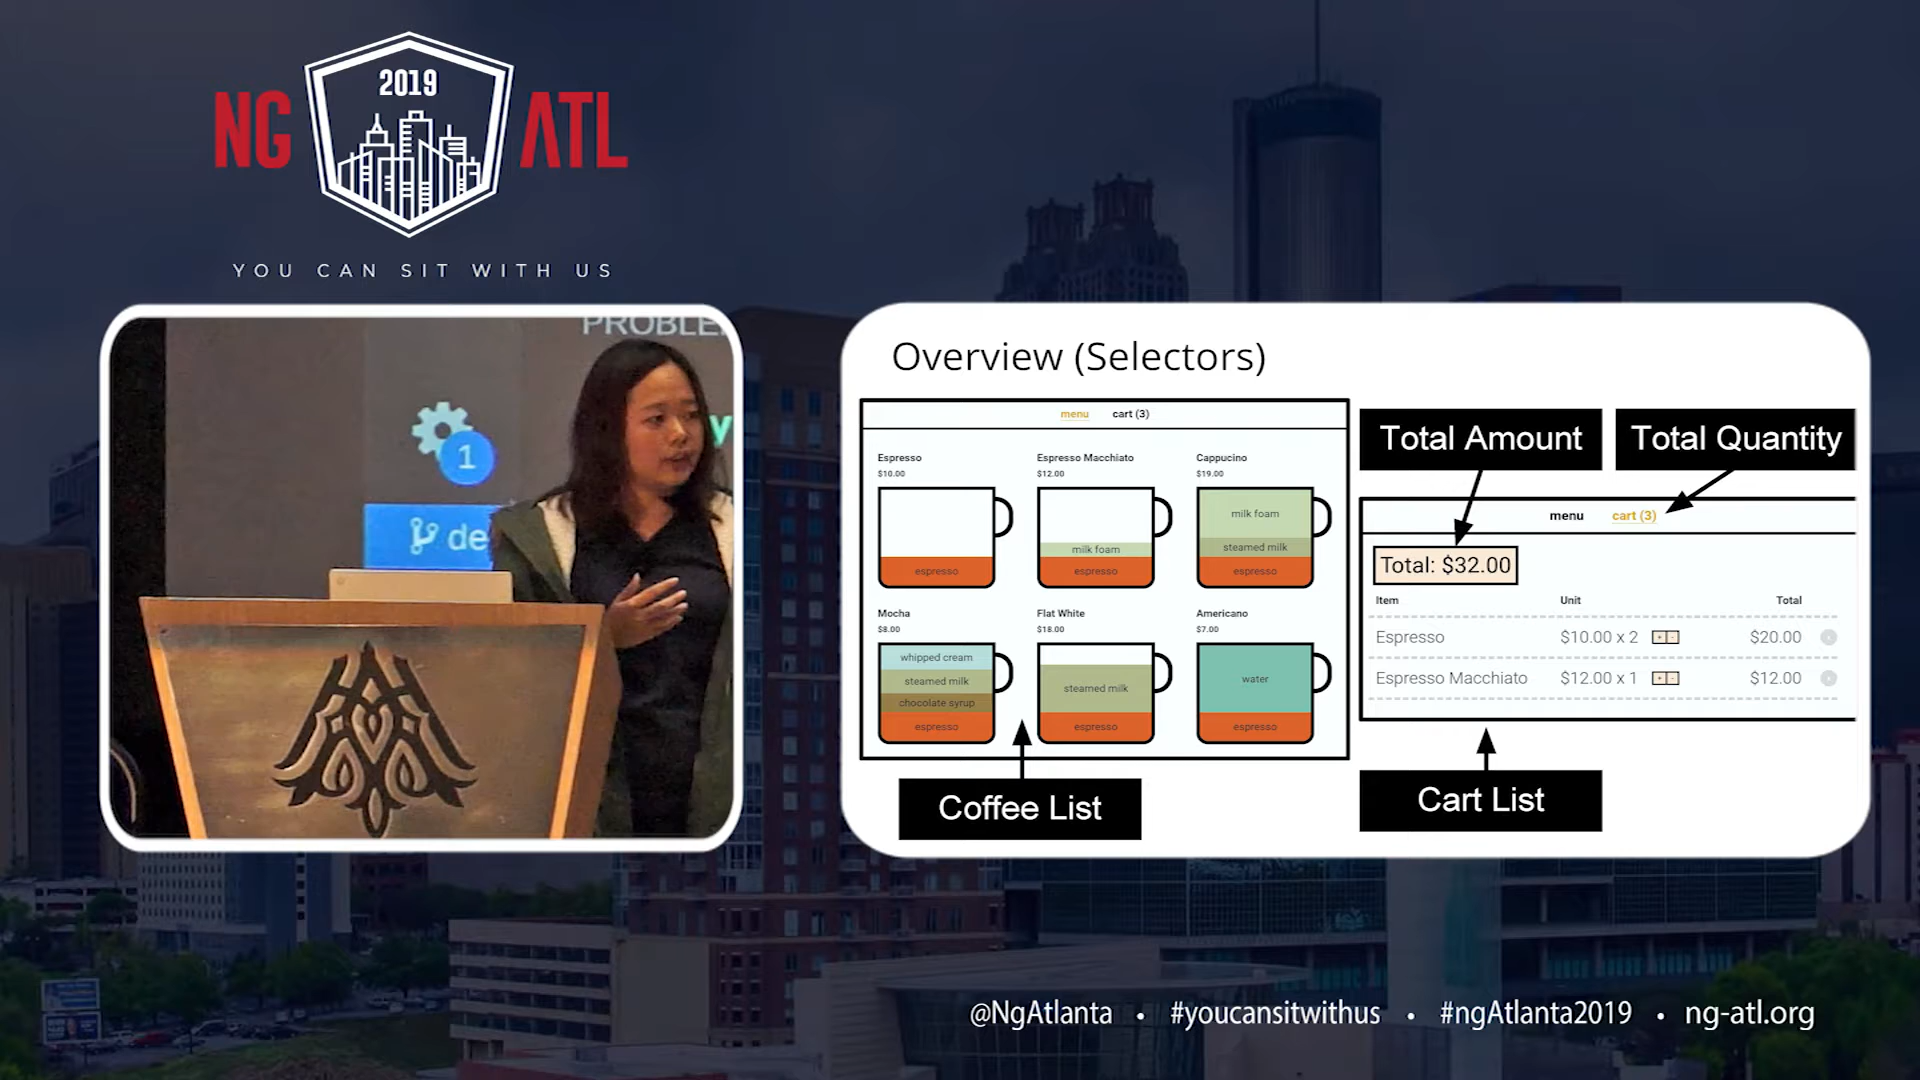 2019
NG ATL
YOU CAN SIT WITH US
PROBLE
1
de
Overview (Selectors)
menu cart (3)
Espresso
$10.00
espresso
Espresso Macchiato
$12.00
milk foam
espresso
Cappucino
$19.00
milk foam
steamed milk
espresso
Mocha
$8.00
whipped cream
steamed milk
chocolate syrup
espresso
Flat White
$18.00
steamed milk
espresso
Americano
$7.00
water
espresso
Coffee List
Total Amount
Total Quantity
menu cart (3)
Total: $32.00
Item Unit Total
Espresso $10.00 x 2 $20.00
Espresso Macchiato $12.00 x 1 $12.00
Cart List
@NgAtlanta • #youcansitwithus • #ngAtlanta2019 • ng-atl.org